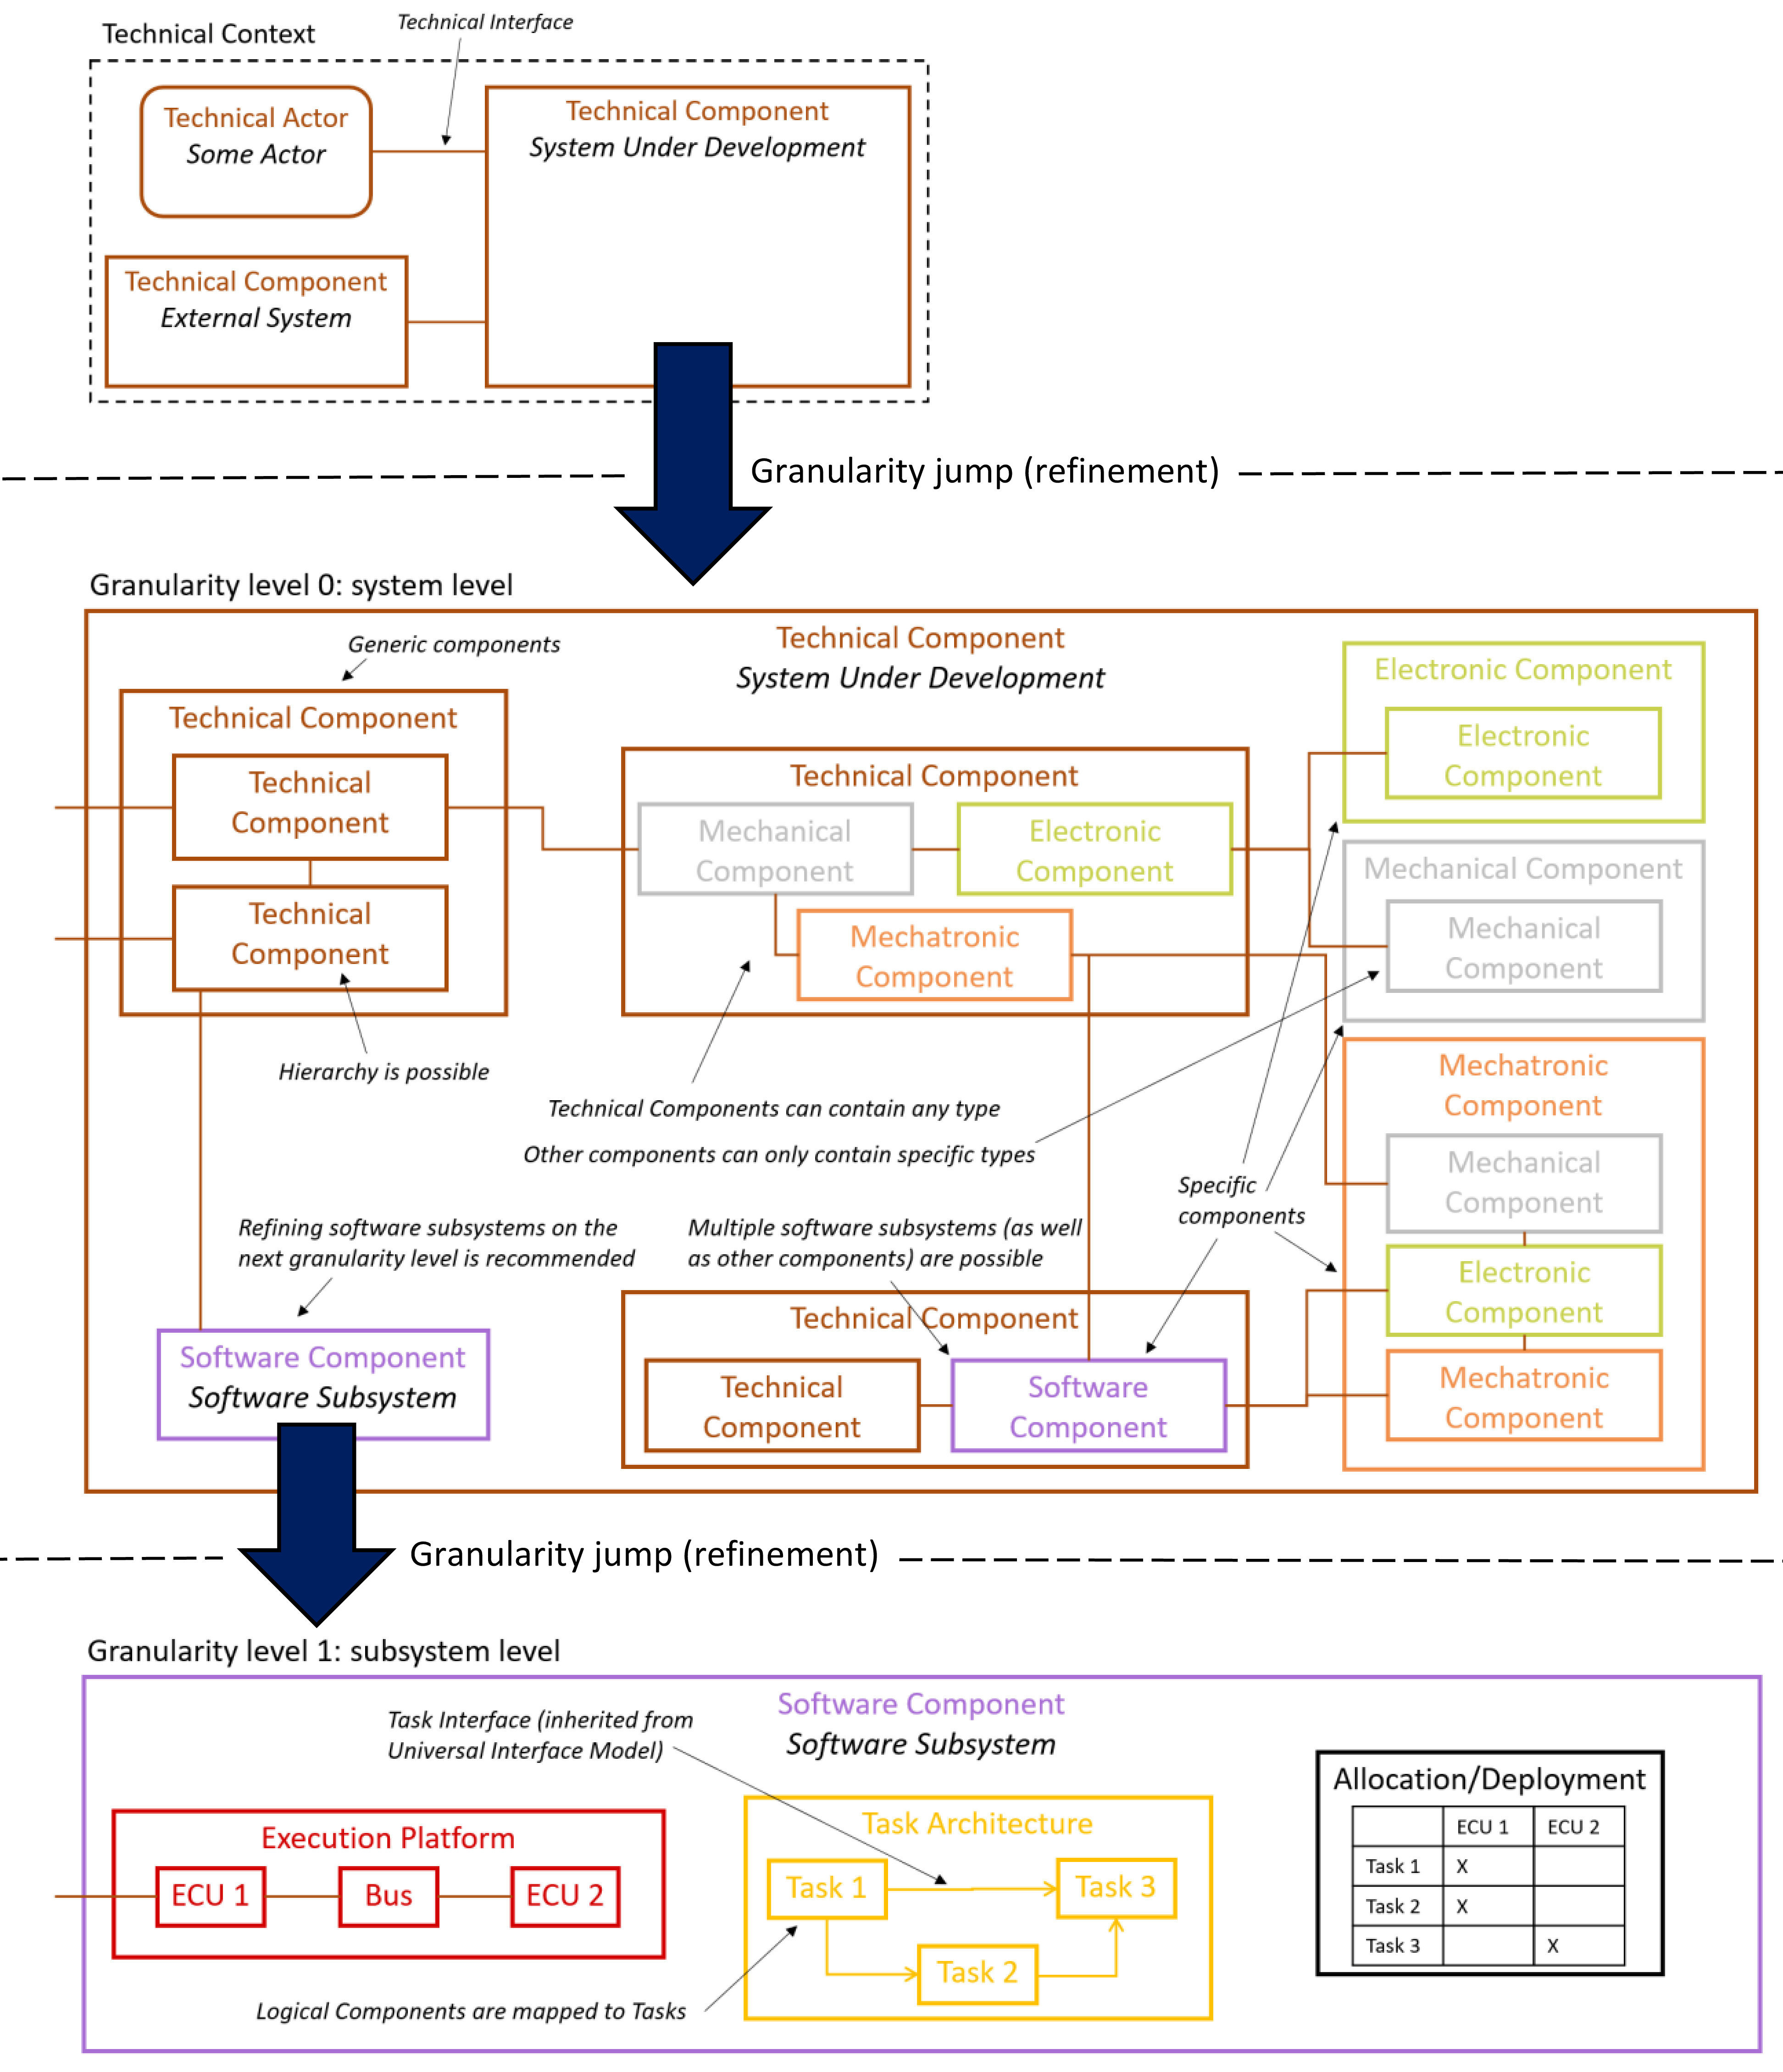 Technical Context
Technical Interface
Technical Actor
Some Actor
Technical Component
System Under Development
Technical Component
External System
Granularity jump (refinement)
Granularity level 0: system level
Technical Component
System Under Development
Generic components
Technical Component
Technical
Component
Technical
Component
Hierarchy is possible
Technical Component
Mechanical
Component
Electronic
Component
Mechatronic
Component
Electronic Component
Electronic
Component
Mechanical Component
Mechanical
Component
Technical Components can contain any type
Other components can only contain specific types
Specific
components
Mechatronic
Component
Mechanical
Component
Electronic
Component
Mechatronic
Component
Refining software subsystems on the
next granularity level is recommended
Multiple software subsystems (as well
as other components) are possible
Software Component
Software Subsystem
Technical Component
Technical
Component
Software
Component
Granularity jump (refinement)
Granularity level 1: subsystem level
Software Component
Software Subsystem
Task Interface (inherited from
Universal Interface Model)
Execution Platform
ECU 1
Bus
ECU 2
Task Architecture
Task 1
Task 3
Task 2
Logical Components are mapped to Tasks
Allocation/Deployment
ECU 1 ECU 2
Task 1 X
Task 2 X
Task 3 X